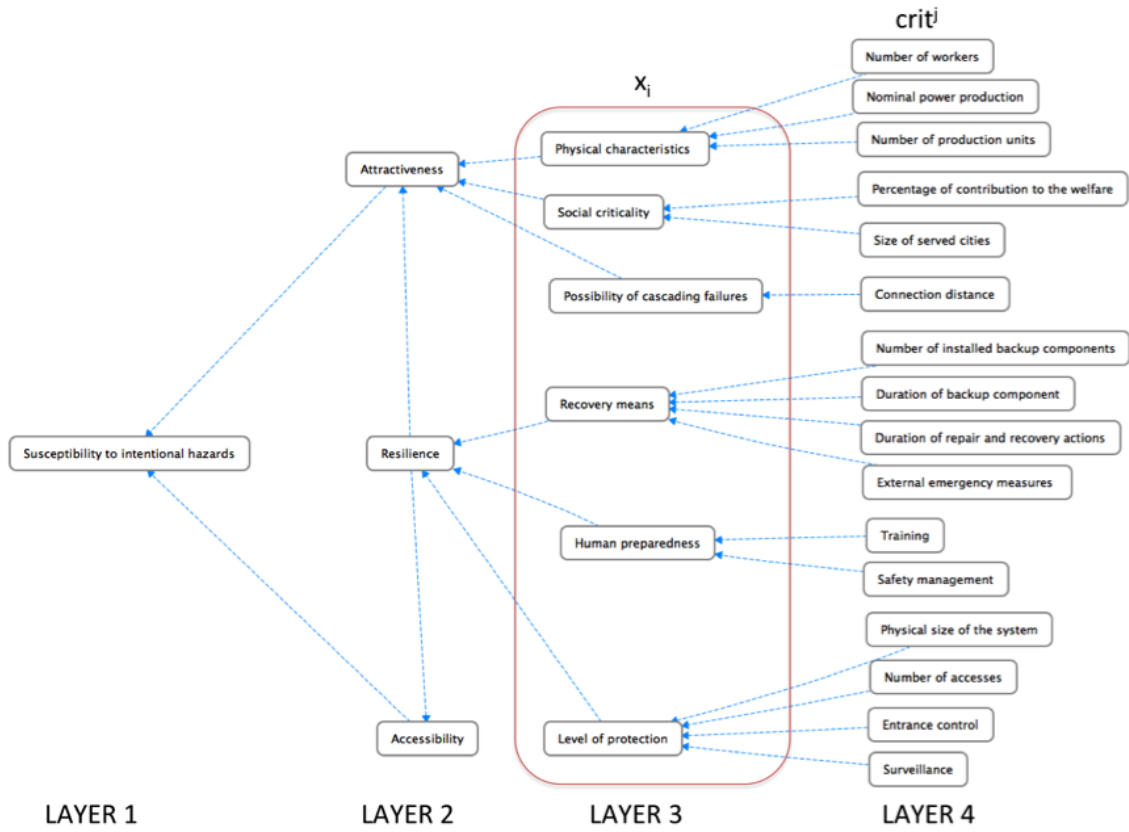 crit^j
x_i
Number of workers
Nominal power production
Number of production units
Physical characteristics
Attractiveness
Percentage of contribution to the welfare
Social criticality
Size of served cities
Possibility of cascading failures
Connection distance
Number of installed backup components
Duration of backup component
Recovery means
Duration of repair and recovery actions
Susceptibility to intentional hazards
Resilience
External emergency measures
Training
Human preparedness
Safety management
Physical size of the system
Number of accesses
Entrance control
Accessibility
Level of protection
Surveillance
LAYER 1
LAYER 2
LAYER 3
LAYER 4